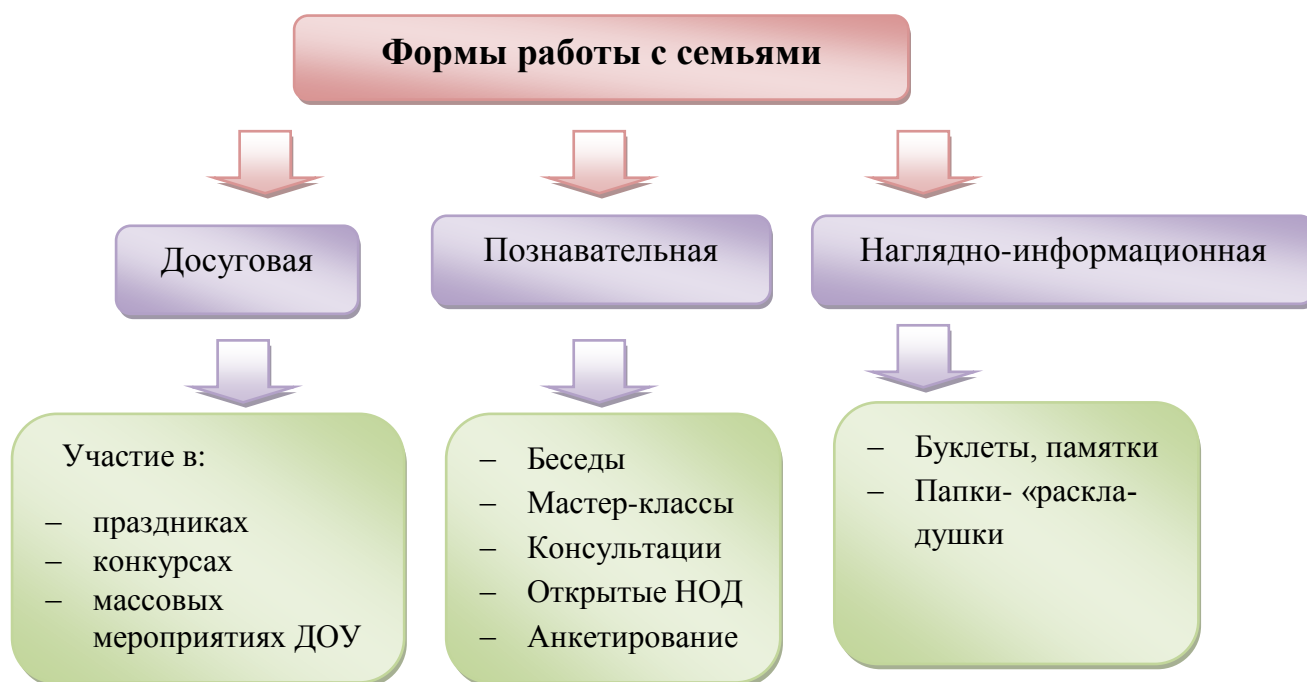 Формы работы с семьями
Досуговая
Познавательная
Наглядно-информационная
Участие в:
– праздниках
– конкурсах
– массовых
мероприятиях ДОУ
– Беседы
– Мастер-классы
– Консультации
– Открытые НОД
– Анкетирование
– Буклеты, памятки
– Папки- «раскла-
душки